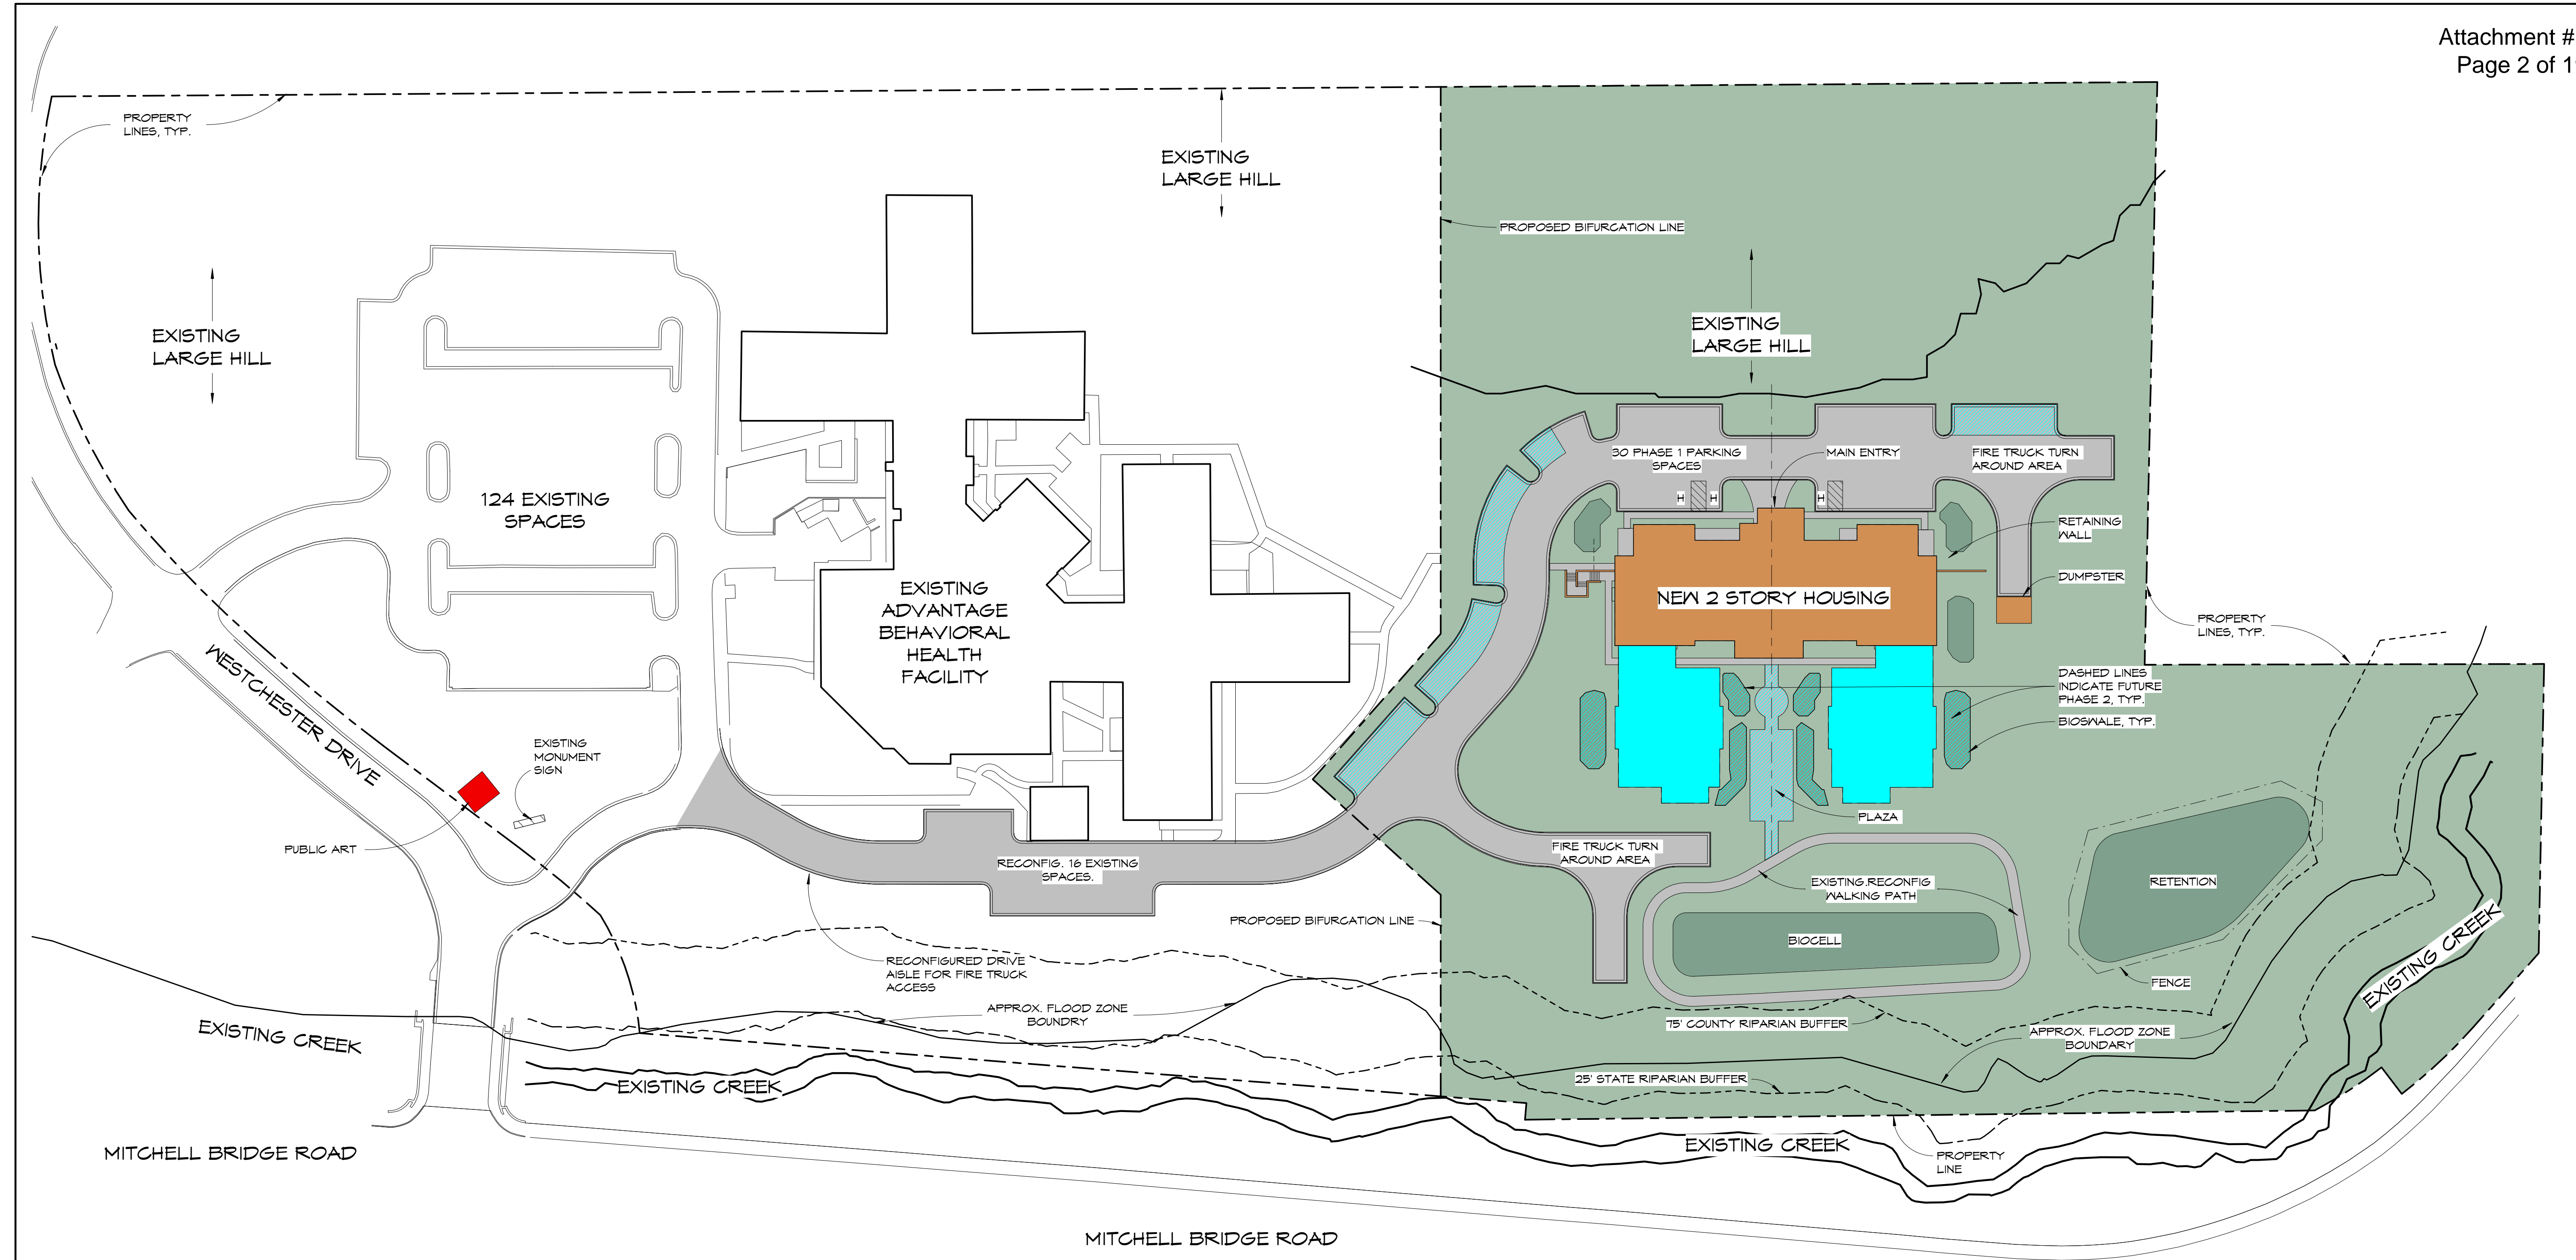 Attachment #
Page 2 of 1
PROPERTY
LINES, TYP.
EXISTING
LARGE HILL
PROPOSED BIFURCATION LINE
EXISTING
LARGE HILL
EXISTING
LARGE HILL
124 EXISTING
SPACES
30 PHASE 1 PARKING
SPACES
MAIN ENTRY
FIRE TRUCK TURN
AROUND AREA
H
H
H
RETAINING
WALL
DUMPSTER
EXISTING
ADVANTAGE
BEHAVIORAL
HEALTH
FACILITY
NEW 2 STORY HOUSING
PROPERTY
LINES, TYP.
WESTCHESTER DRIVE
DASHED LINES
INDICATE FUTURE
PHASE 2, TYP.
BIOSWALE, TYP.
EXISTING
MONUMENT
SIGN
PUBLIC ART
PLAZA
RECONFIG. 16 EXISTING
SPACES.
FIRE TRUCK TURN
AROUND AREA
EXISTING.RECONFIG
WALKING PATH
RETENTION
PROPOSED BIFURCATION LINE
BIOCELL
EXISTING CREEK
RECONFIGURED DRIVE
AISLE FOR FIRE TRUCK
ACCESS
FENCE
APPROX. FLOOD ZONE
BOUNDRY
75' COUNTY RIPARIAN BUFFER
APPROX. FLOOD ZONE
BOUNDARY
EXISTING CREEK
EXISTING CREEK
25' STATE RIPARIAN BUFFER
EXISTING CREEK
PROPERTY
LINE
MITCHELL BRIDGE ROAD
MITCHELL BRIDGE ROAD